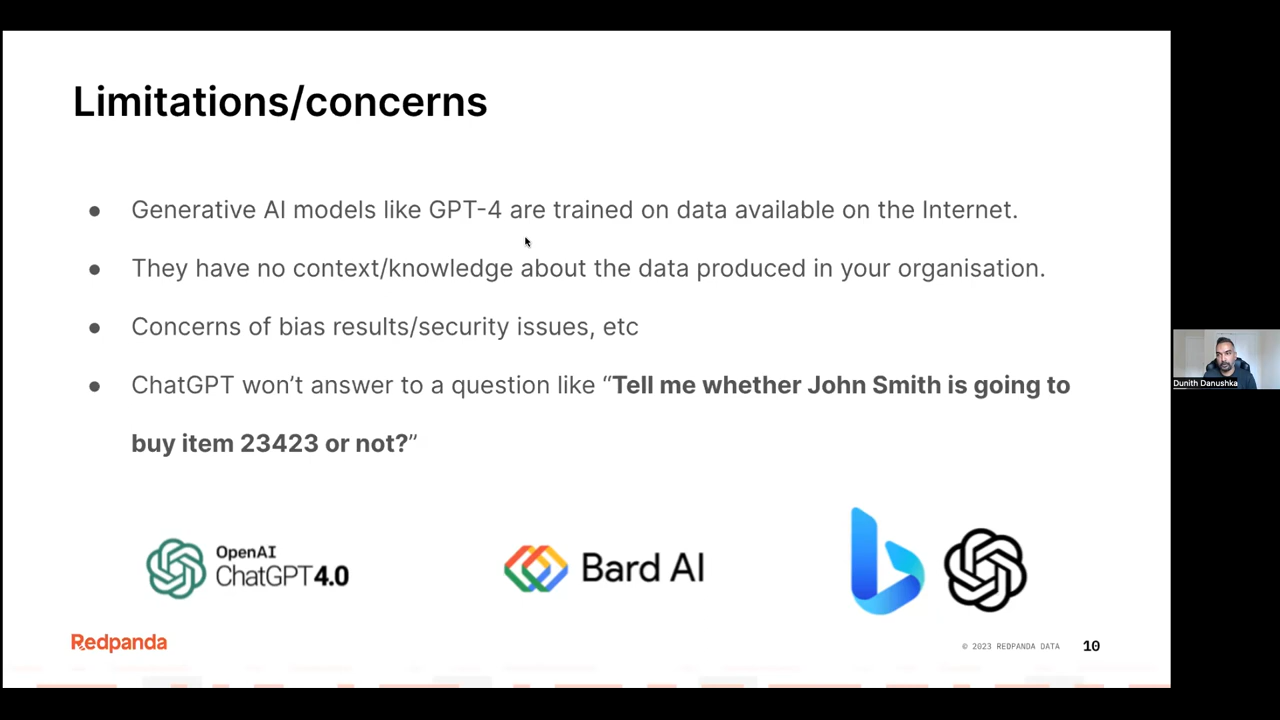 Limitations/concerns
● Generative AI models like GPT-4 are trained on data available on the Internet.
● They have no context/knowledge about the data produced in your organisation.
● Concerns of bias results/security issues, etc
● ChatGPT won’t answer to a question like “Tell me whether John Smith is going to
buy item 23423 or not?”
Dunith Danushka
OpenAI
ChatGPT4.0
Bard AI
Redpanda
© 2023 REDPANDA DATA 10